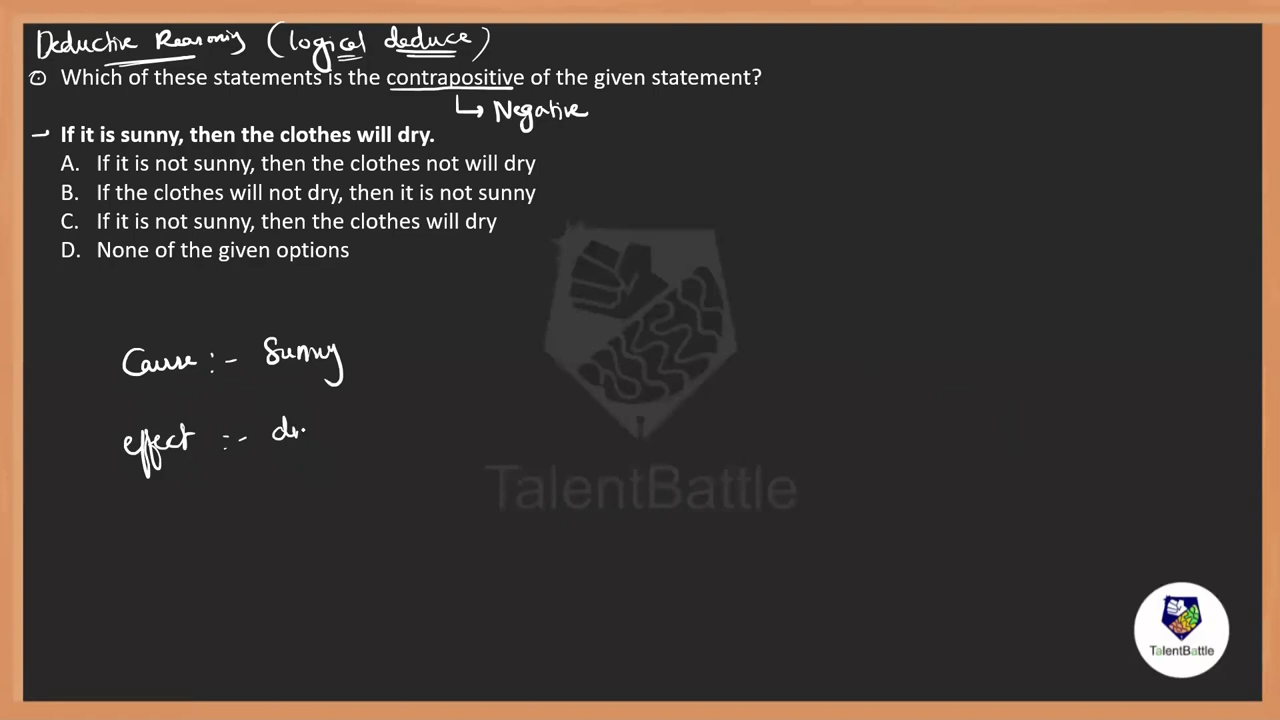 Deductive Reasoning (logical deduce)
Which of these statements is the contrapositive of the given statement?
↳ Negative
– If it is sunny, then the clothes will dry.
A. If it is not sunny, then the clothes not will dry
B. If the clothes will not dry, then it is not sunny
C. If it is not sunny, then the clothes will dry
D. None of the given options
Cause :- Sunny
effect :- dr
TalentBattle
TalentBattle